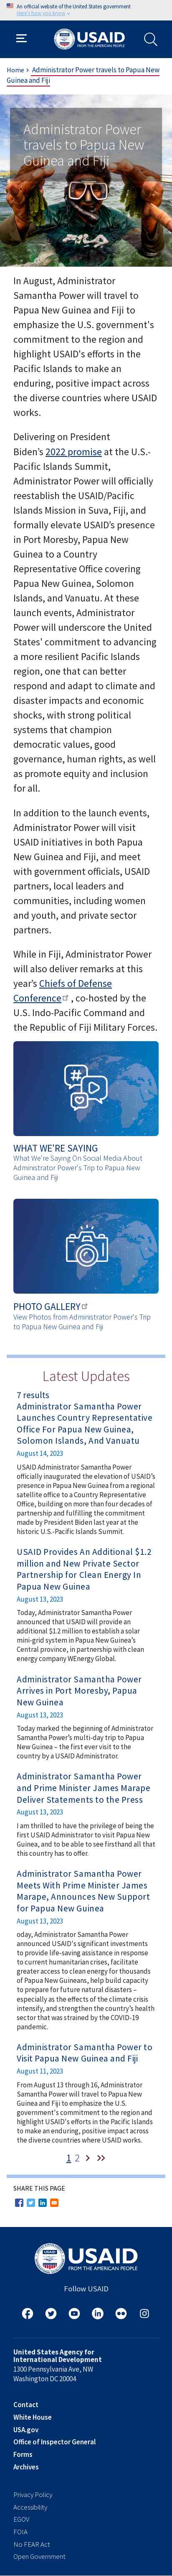 An official website of the United States government
Here's how you know
USAID
FROM THE AMERICAN PEOPLE
Home
Administrator Power travels to Papua New
Guinea and Fiji
Administrator Power
travels to Papua New
Guinea and Fiji
In August, Administrator
Samantha Power will travel to
Papua New Guinea and Fiji to
emphasize the U.S. government's
commitment to the region and
highlight USAID's efforts in the
Pacific Islands to make an
enduring, positive impact across
the diverse countries where USAID
works.
Delivering on President
Biden’s 2022 promise at the U.S.-
Pacific Islands Summit,
Administrator Power will officially
reestablish the USAID/Pacific
Islands Mission in Suva, Fiji, and
formally elevate USAID’s presence
in Port Moresby, Papua New
Guinea to a Country
Representative Office covering
Papua New Guinea, Solomon
Islands, and Vanuatu. At these
launch events, Administrator
Power will underscore the United
States' commitment to advancing
a more resilient Pacific Islands
region, one that can better
respond and adapt to climate and
disaster impacts and economic
shocks, with strong political
systems that champion
democratic values, good
governance, human rights, as well
as promote peace and inclusion
for all.
In addition to the launch events,
Administrator Power will visit
USAID initiatives in both Papua
New Guinea and Fiji, and meet
with government officials, USAID
partners, local leaders and
communities, including women
and youth, and private sector
partners.
While in Fiji, Administrator Power
will also deliver remarks at this
year’s Chiefs of Defense
Conference , co-hosted by the
U.S. Indo-Pacific Command and
the Republic of Fiji Military Forces.
WHAT WE'RE SAYING
What We're Saying On Social Media About
Administrator Power's Trip to Papua New
Guinea and Fiji
PHOTO GALLERY
View Photos from Administrator Power's Trip
to Papua New Guinea and Fiji
Latest Updates
7 results
Administrator Samantha Power
Launches Country Representative
Office For Papua New Guinea,
Solomon Islands, And Vanuatu
August 14, 2023
USAID Administrator Samantha Power
officially inaugurated the elevation of USAID’s
presence in Papua New Guinea from a regional
satellite office to a Country Representative
Office, building on more than four decades of
partnership and fulfilling the commitment
made by President Biden last year at the
historic U.S.-Pacific Islands Summit.
USAID Provides An Additional $1.2
million and New Private Sector
Partnership for Clean Energy In
Papua New Guinea
August 13, 2023
Today, Administrator Samantha Power
announced that USAID will provide an
additional $1.2 million to establish a solar
mini-grid system in Papua New Guinea’s
Central province, in partnership with clean
energy company WEnergy Global.
Administrator Samantha Power
Arrives in Port Moresby, Papua
New Guinea
August 13, 2023
Today marked the beginning of Administrator
Samantha Power’s multi-day trip to Papua
New Guinea – the first ever visit to the
country by a USAID Administrator.
Administrator Samantha Power
and Prime Minister James Marape
Deliver Statements to the Press
August 13, 2023
I am thrilled to have the privilege of being the
first USAID Administrator to visit Papua New
Guinea, and to be able to see firsthand all that
this country has to offer.
Administrator Samantha Power
Meets With Prime Minister James
Marape, Announces New Support
for Papua New Guinea
August 13, 2023
oday, Administrator Samantha Power
announced USAID's significant investments
to provide life-saving assistance in response
to current humanitarian crises, facilitate
greater access to clean energy for thousands
of Papua New Guineans, help build capacity
to prepare for future natural disasters –
especially as the effects of the climate crisis
intensify, and strengthen the country’s health
sector that was strained by the COVID-19
pandemic.
Administrator Samantha Power to
Visit Papua New Guinea and Fiji
August 11, 2023
From August 13 through 16, Administrator
Samantha Power will travel to Papua New
Guinea and Fiji to emphasize the U.S.
government's commitment to the region and
highlight USAID's efforts in the Pacific Islands
to make an enduring, positive impact across
the diverse countries where USAID works.
1 2
SHARE THIS PAGE
USAID
FROM THE AMERICAN PEOPLE
Follow USAID
United States Agency for
International Development
1300 Pennsylvania Ave, NW
Washington DC 20004
Contact
White House
USA.gov
Office of Inspector General
Forms
Archives
Privacy Policy
Accessibility
EGOV
FOIA
No FEAR Act
Open Government